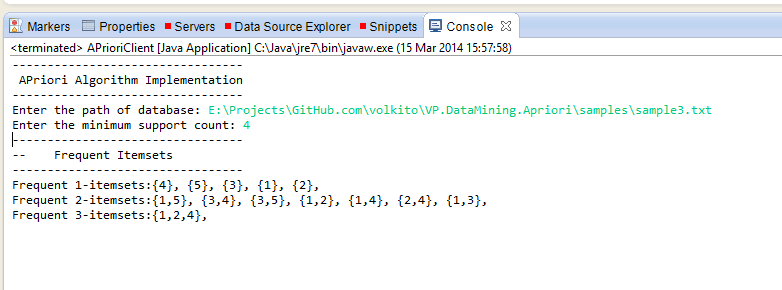 Markers Properties Servers Data Source Explorer Snippets Console
<terminated> APrioriClient [Java Application] C:\Java\jre7\bin\javaw.exe (15 Mar 2014 15:57:58)
--------------------------------
 APriori Algorithm Implementation
--------------------------------
Enter the path of database: E:\Projects\GitHub.com\volkito\VP.DataMining.Apriori\samples\sample3.txt
Enter the minimum support count: 4
--------------------------------
--    Frequent Itemsets
--------------------------------
Frequent 1-itemsets:{4}, {5}, {3}, {1}, {2},
Frequent 2-itemsets:{1,5}, {3,4}, {3,5}, {1,2}, {1,4}, {2,4}, {1,3},
Frequent 3-itemsets:{1,2,4},